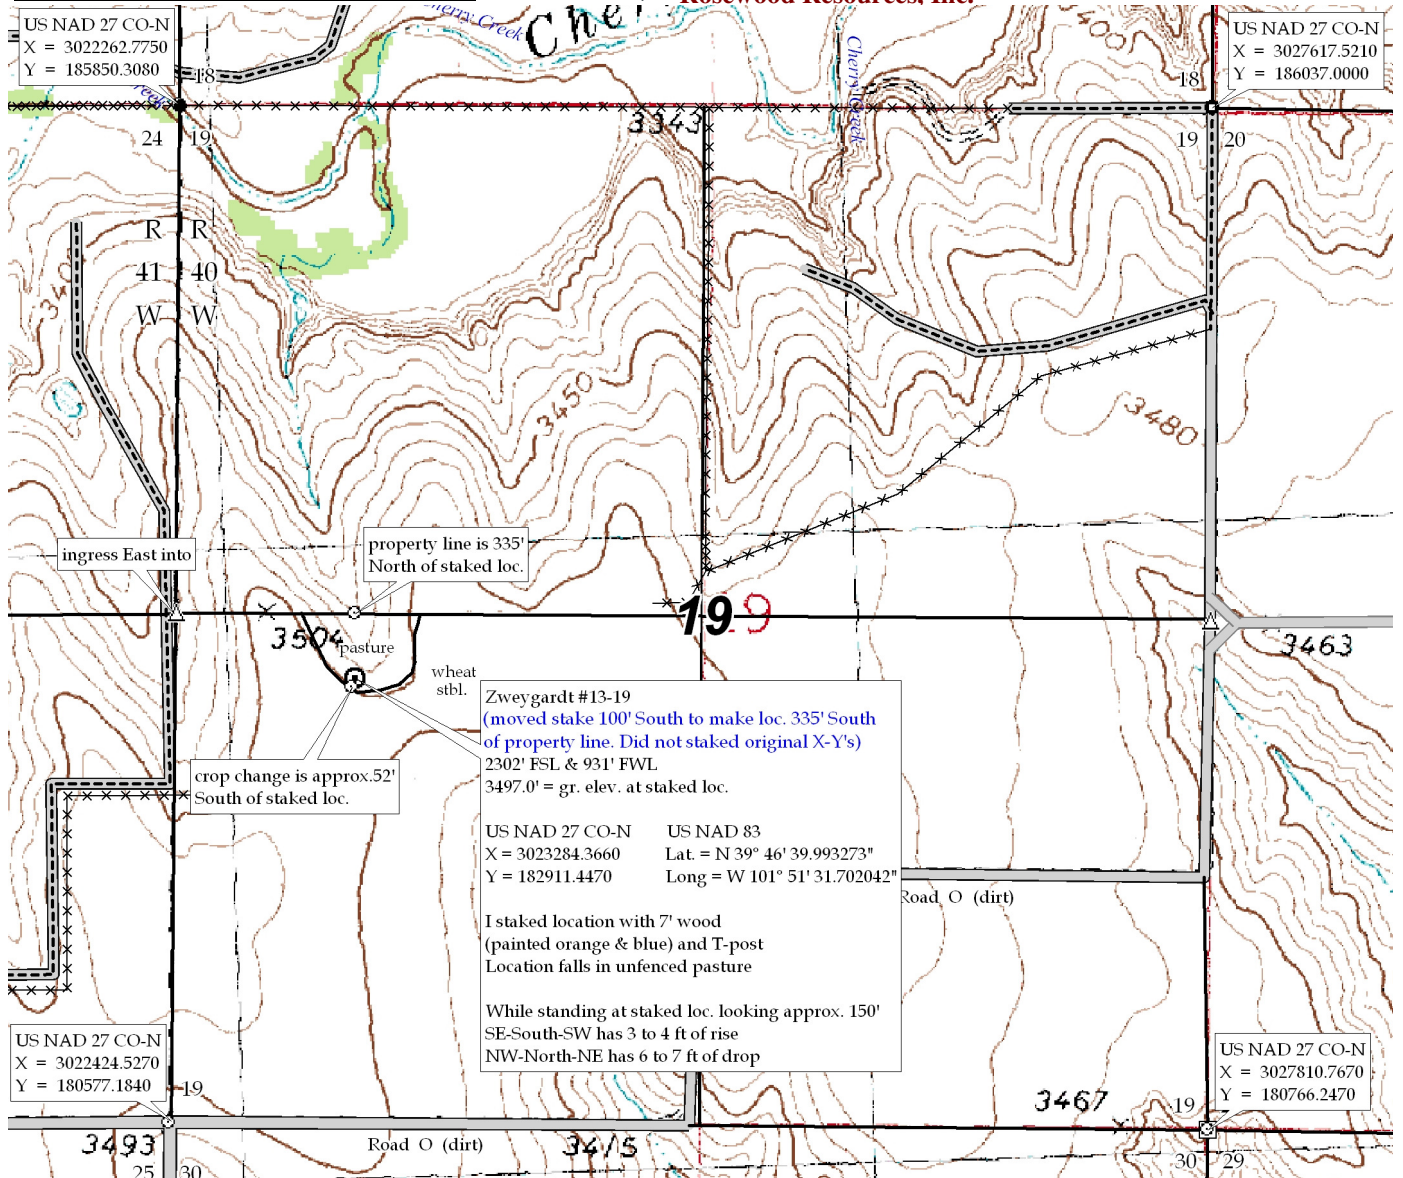 Rosewood Resources, Inc.
US NAD 27 CO-N
X = 3022262.7750
Y = 185850.3080
Cherry Creek
Che
Cherry Creek
400
US NAD 27 CO-N
X = 3027617.5210
Y = 186037.0000
18
18
Creek
24
19
3343
19
20
R
R
41
40
W
W
3450
3480
ingress East into
property line is 335'
North of staked loc.
19
9
3504
pasture
wheat
stbl.
3463
crop change is approx.52'
South of staked loc.
Zweygardt #13-19
(moved stake 100' South to make loc. 335' South
of property line. Did not staked original X-Y's)
2302' FSL & 931' FWL
3497.0' = gr. elev. at staked loc.
US NAD 27 CO-N US NAD 83
X = 3023284.3660 Lat. = N 39° 46' 39.993273"
Y = 182911.4470 Long = W 101° 51' 31.702042"
I staked location with 7' wood
(painted orange & blue) and T-post
Location falls in unfenced pasture
While standing at staked loc. looking approx. 150'
SE-South-SW has 3 to 4 ft of rise
NW-North-NE has 6 to 7 ft of drop
Road O (dirt)
US NAD 27 CO-N
X = 3022424.5270
Y = 180577.1840
19
US NAD 27 CO-N
X = 3027810.7670
Y = 180766.2470
3467
19
3493
Road O (dirt)
25
30
30
29